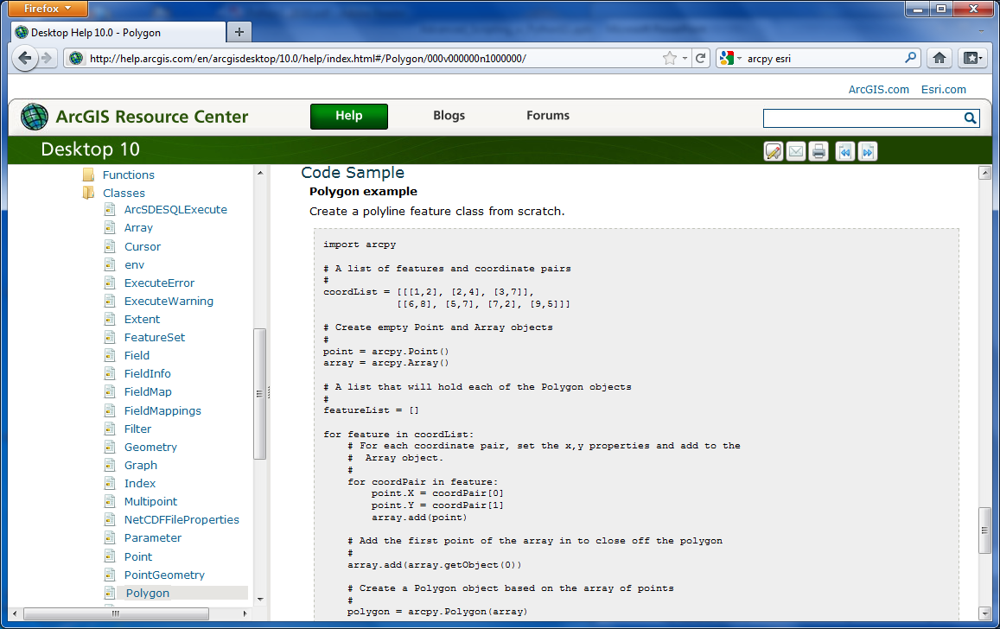 Firefox
Desktop Help 10.0 - Polygon
http://help.arcgis.com/en/arcgisdesktop/10.0/help/index.html#/Polygon/000v000000n1000000/
arcpy esri
ArcGIS.com Esri.com
ArcGIS Resource Center
Help
Blogs
Forums
Desktop 10
Functions
Classes
ArcSDESQLExecute
Array
Cursor
env
ExecuteError
ExecuteWarning
Extent
FeatureSet
Field
FieldInfo
FieldMap
FieldMappings
Filter
Geometry
Graph
Index
Multipoint
NetCDFFileProperties
Parameter
Point
PointGeometry
Polygon
Code Sample
Polygon example
Create a polyline feature class from scratch.
import arcpy
# A list of features and coordinate pairs
#
coordList = [[[1,2], [2,4], [3,7]],
[[6,8], [5,7], [7,2], [9,5]]]
# Create empty Point and Array objects
#
point = arcpy.Point()
array = arcpy.Array()
# A list that will hold each of the Polygon objects
#
featureList = []
for feature in coordList:
# For each coordinate pair, set the x,y properties and add to the
#  Array object.
#
for coordPair in feature:
point.X = coordPair[0]
point.Y = coordPair[1]
array.add(point)
# Add the first point of the array in to close off the polygon
#
array.add(array.getObject(0))
# Create a Polygon object based on the array of points
#
polygon = arcpy.Polygon(array)